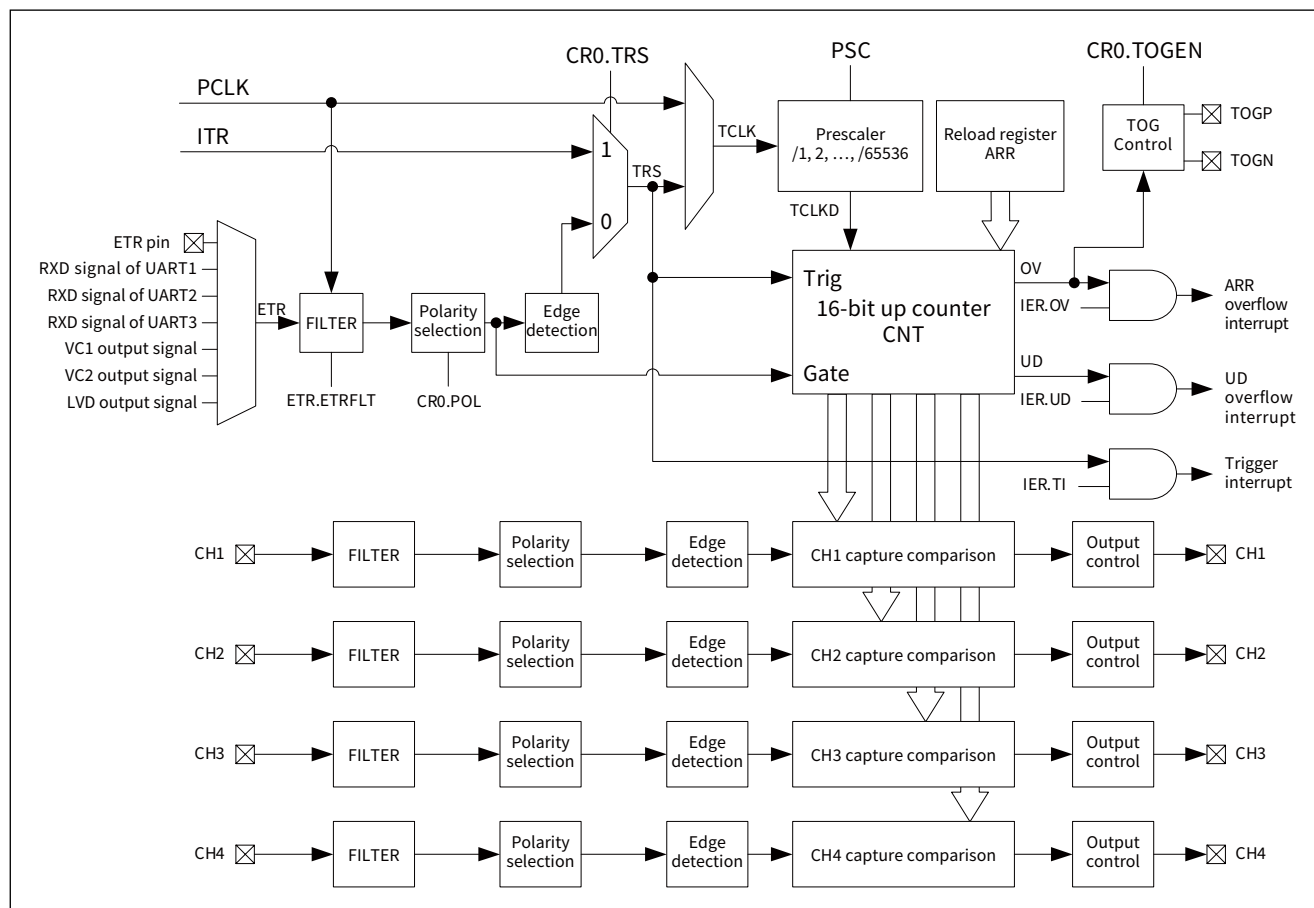 CR0.TRS
PSC
CR0.TOGEN
PCLK
ITR
1
0
TRS
TCLK
Prescaler
/1, 2, …, /65536
Reload register
ARR
TOG
Control
TOGP
TOGN
TCLKD
ETR pin
RXD signal of UART1
RXD signal of UART2
RXD signal of UART3
VC1 output signal
VC2 output signal
LVD output signal
ETR
FILTER
Polarity
selection
Edge
detection
ETR.ETRFLT
CR0.POL
Trig
16-bit up counter
CNT
Gate
OV
IER.OV
ARR
overflow
interrupt
UD
IER.UD
UD
overflow
interrupt
IER.TI
Trigger
interrupt
CH1
FILTER
Polarity
selection
Edge
detection
CH1 capture comparison
Output
control
CH1
CH2
FILTER
Polarity
selection
Edge
detection
CH2 capture comparison
Output
control
CH2
CH3
FILTER
Polarity
selection
Edge
detection
CH3 capture comparison
Output
control
CH3
CH4
FILTER
Polarity
selection
Edge
detection
CH4 capture comparison
Output
control
CH4